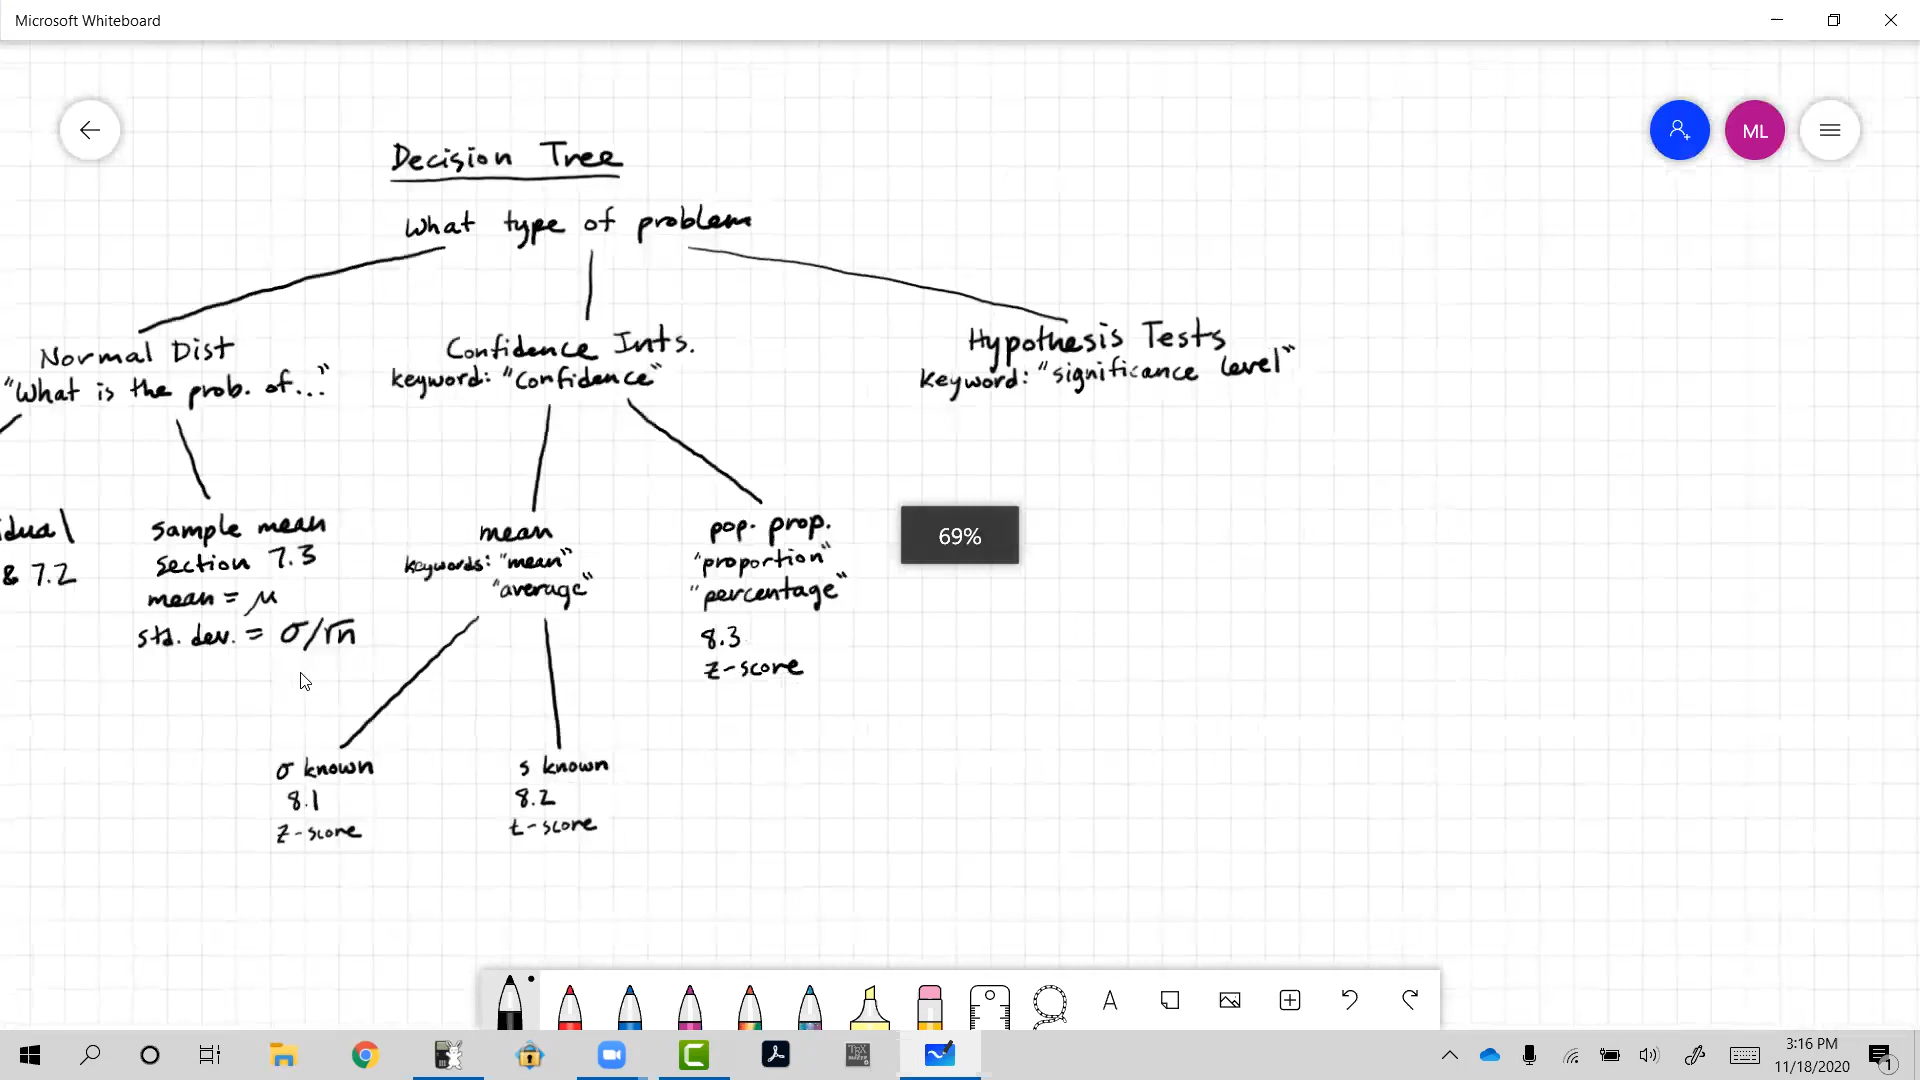 Microsoft Whiteboard
ML
Decision Tree
What type of problem
Normal Dist
"What is the prob. of..."
Confidence Ints.
keyword: "Confidence"
Hypothesis Tests
keyword: "significance level"
& 7.2
sample mean
section 7.3
mean = μ
std. dev. = σ/√n
mean
keywords: "mean"
"average"
pop. prop.
"proportion"
"percentage"
8.3
z-score
69%
σ known
8.1
z-score
s known
8.2
t-score
3:16 PM
11/18/2020
1